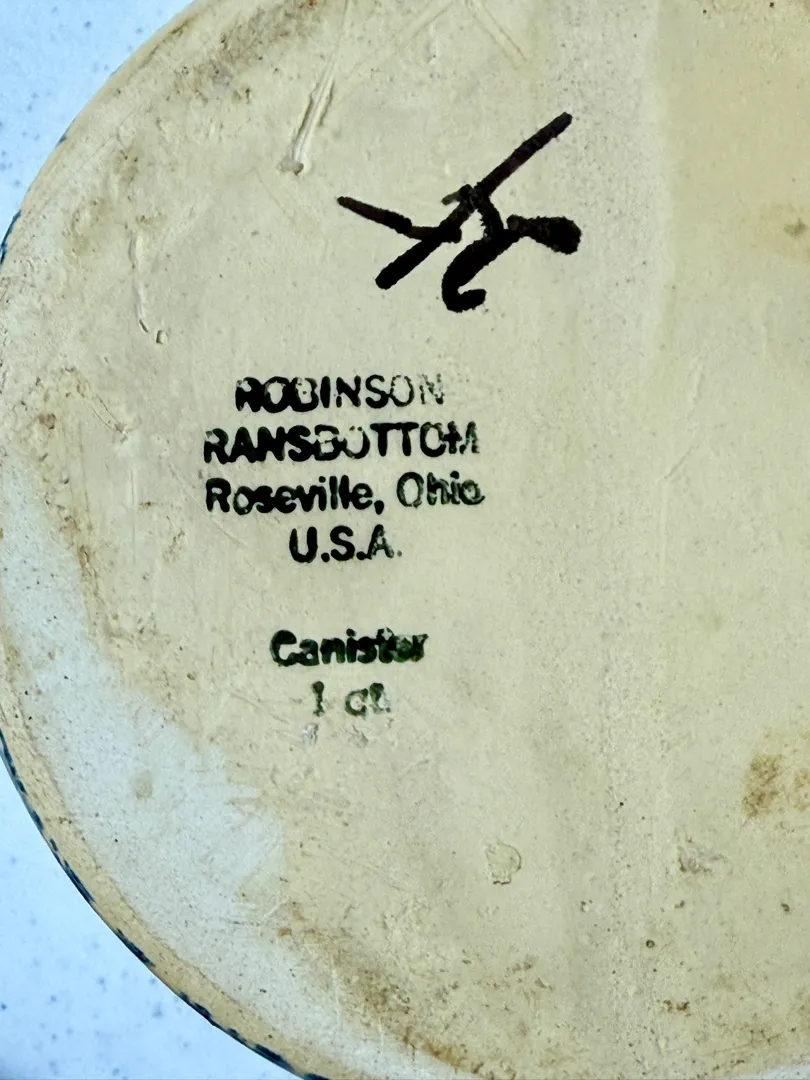 ROBINSON
RANSBOTTOM
Roseville, Ohio
U.S.A.
Canister
1 qt.